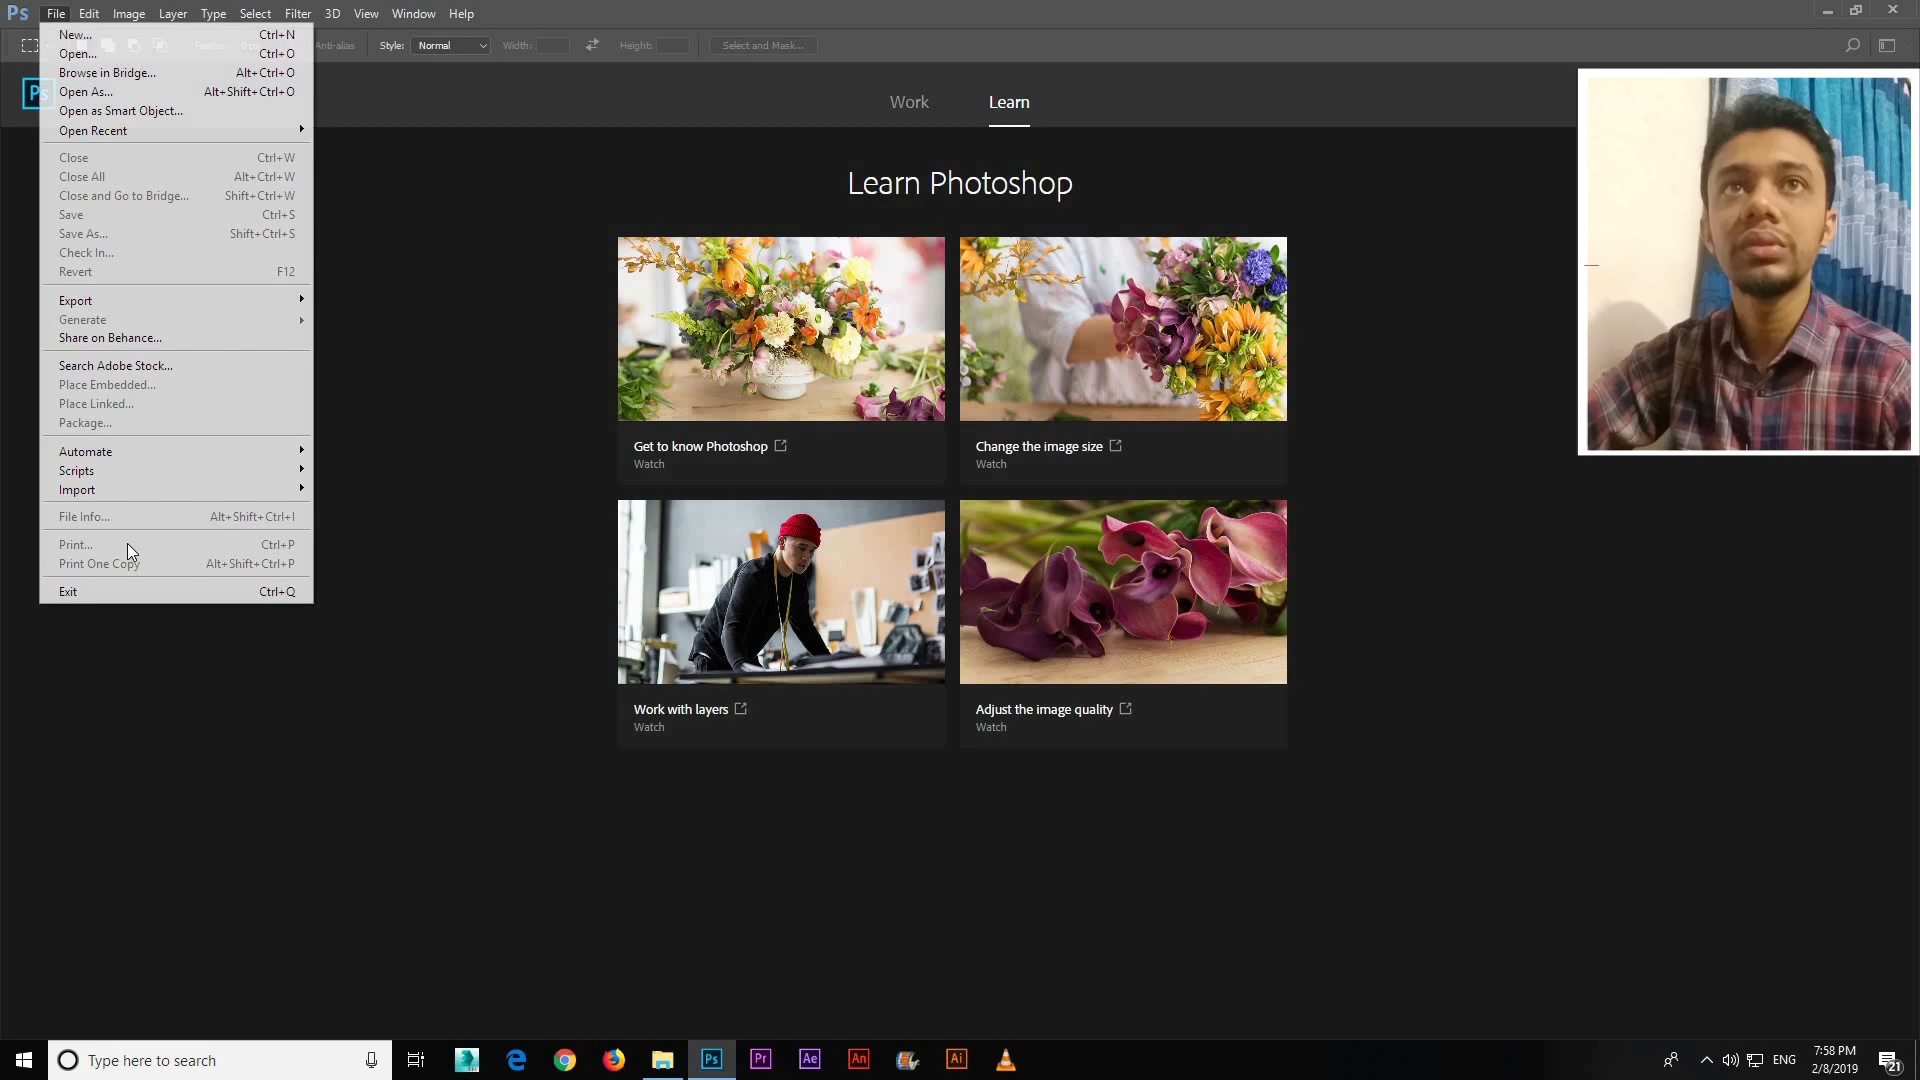 Ps File Edit Image Layer Type Select Filter 3D View Window Help
Anti-alias Style: Normal Width: Height: Select and Mask...
New... Ctrl+N
Open... Ctrl+O
Browse in Bridge... Alt+Ctrl+O
Open As... Alt+Shift+Ctrl+O
Open as Smart Object...
Open Recent
Close Ctrl+W
Close All Alt+Ctrl+W
Close and Go to Bridge... Shift+Ctrl+W
Save Ctrl+S
Save As... Shift+Ctrl+S
Check In...
Revert F12
Export
Generate
Share on Behance...
Search Adobe Stock...
Place Embedded...
Place Linked...
Package...
Automate
Scripts
Import
File Info... Alt+Shift+Ctrl+I
Print... Ctrl+P
Print One Copy Alt+Shift+Ctrl+P
Exit Ctrl+Q
Ps
Work Learn
Learn Photoshop
Get to know Photoshop
Watch
Change the image size
Watch
Work with layers
Watch
Adjust the image quality
Watch
Type here to search
Ps Pr Ae An Ai
ENG
7:58 PM
2/8/2019
21